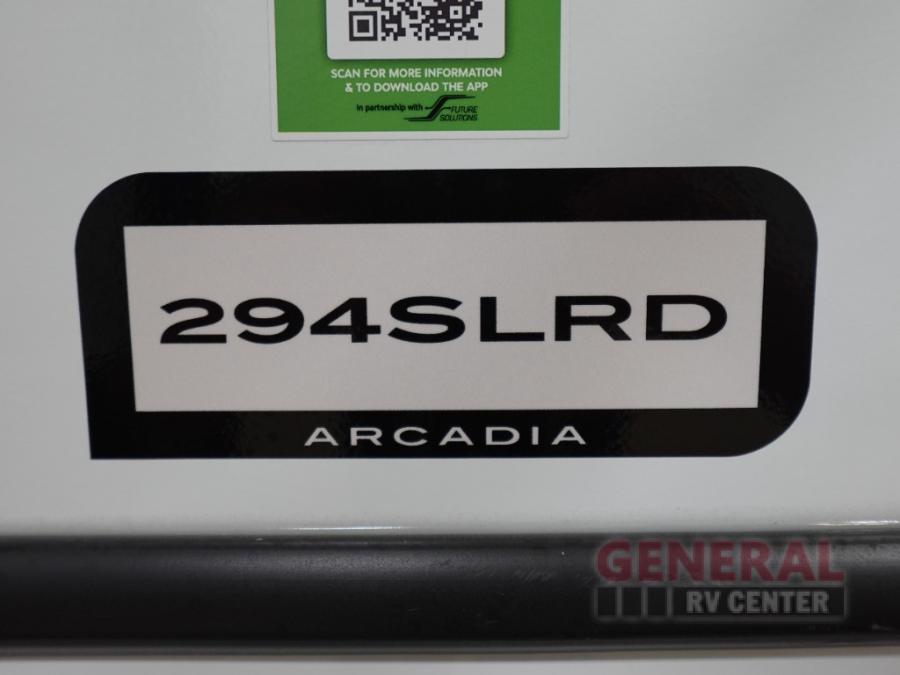 SCAN FOR MORE INFORMATION
& TO DOWNLOAD THE APP
In partnership with FUTURE
SOLUTIONS
294SLRD
ARCADIA
GENERAL
RV CENTER